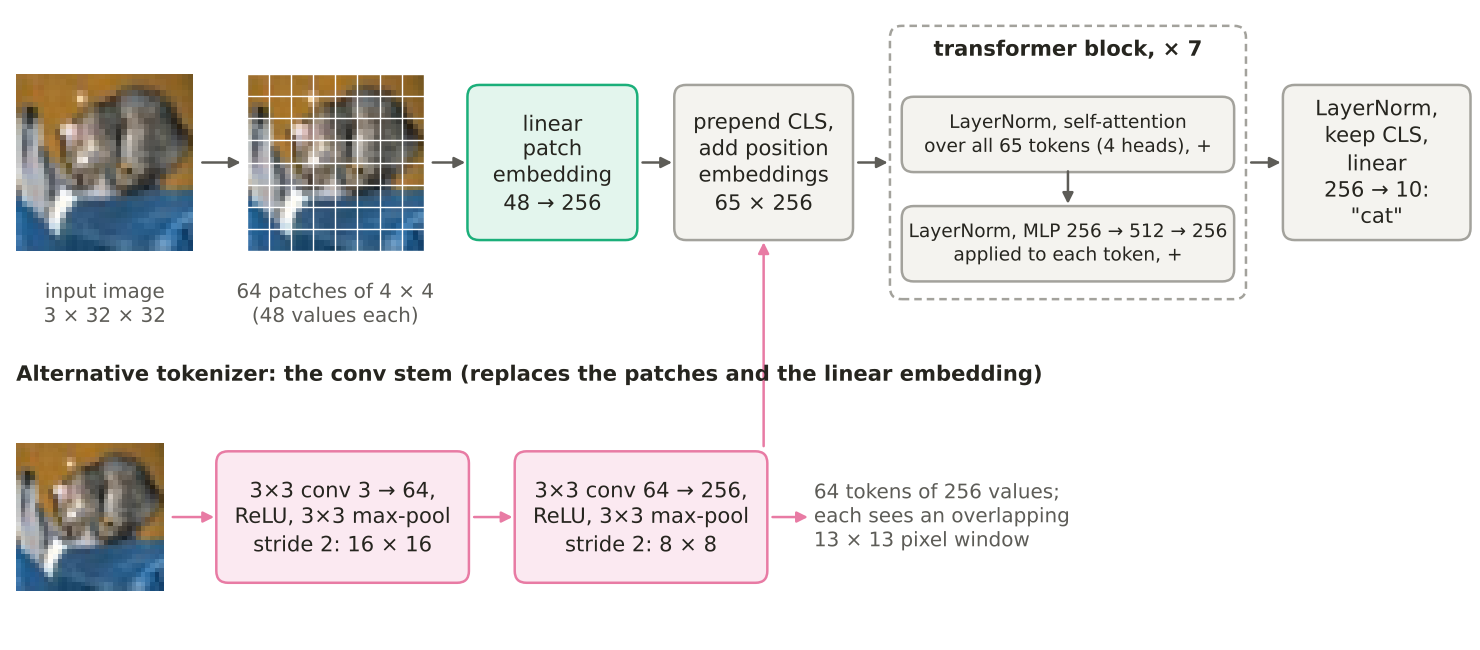 transformer block, × 7
linear
patch
embedding
48 → 256
prepend CLS,
add position
embeddings
65 × 256
LayerNorm, self-attention
over all 65 tokens (4 heads), +
LayerNorm, MLP 256 → 512 → 256
applied to each token, +
LayerNorm,
keep CLS,
linear
256 → 10:
"cat"
input image
3 × 32 × 32
64 patches of 4 × 4
(48 values each)
Alternative tokenizer: the conv stem (replaces the patches and the linear embedding)
3×3 conv 3 → 64,
ReLU, 3×3 max-pool
stride 2: 16 × 16
3×3 conv 64 → 256,
ReLU, 3×3 max-pool
stride 2: 8 × 8
64 tokens of 256 values;
each sees an overlapping
13 × 13 pixel window